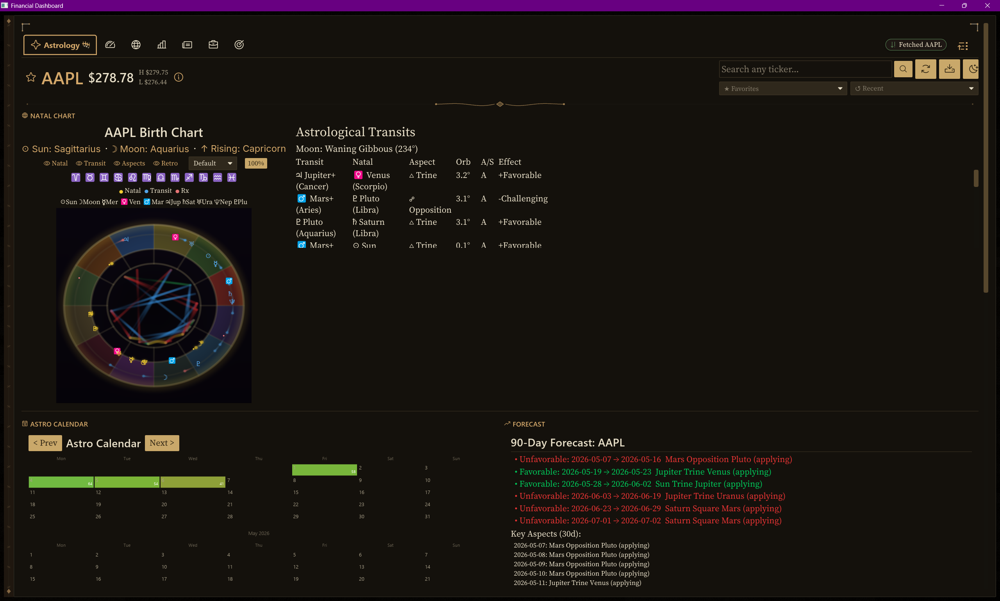 Financial Dashboard
Astrology
Fetched AAPL
AAPL $278.78 H $279.75
L $276.44
Search any ticker...
★ Favorites
↺ Recent
NATAL CHART
AAPL Birth Chart
☉ Sun: Sagittarius · ☽ Moon: Aquarius · ↑ Rising: Capricorn
Natal Transit Aspects Retro Default 100%
♈ ♉ ♊ ♋ ♌ ♍ ♎ ♏ ♐ ♑ ♒ ♓
● Natal ● Transit ● Rx
☉Sun ☽Moon ☿Mer ♀ Ven ♂ Mar ♃Jup ♄Sat ♅Ura ♆Nep ♇Plu
Astrological Transits
Moon: Waning Gibbous (234°)
Transit Natal Aspect Orb A/S Effect
♃ Jupiter+ ♀ Venus △ Trine 3.2° A +Favorable
(Cancer) (Scorpio)
♂ Mars+ ♇ Pluto ☍ 3.1° A -Challenging
(Aries) (Libra) Opposition
♇ Pluto ♄ Saturn △ Trine 3.1° A +Favorable
(Aquarius) (Libra)
♂ Mars+ ☉ Sun △ Trine 0.1° A +Favorable
ASTRO CALENDAR
< Prev Astro Calendar Next >
Mon Tue Wed Thu Fri Sat Sun
58 2 3
64 54 41 7 8 9 10
11 12 13 14 15 16 17
18 19 20 21 22 23 24
25 26 27 28 29 30 31
May 2026
Mon Tue Wed Thu Fri Sat Sun
1 2 3 4 5 6 7
8 9 10 11 12 13 14
15 16 17 18 19 20 21
FORECAST
90-Day Forecast: AAPL
• Unfavorable: 2026-05-07 → 2026-05-16 Mars Opposition Pluto (applying)
• Favorable: 2026-05-19 → 2026-05-23 Jupiter Trine Venus (applying)
• Favorable: 2026-05-28 → 2026-06-02 Sun Trine Jupiter (applying)
• Unfavorable: 2026-06-03 → 2026-06-19 Jupiter Trine Uranus (applying)
• Unfavorable: 2026-06-23 → 2026-06-29 Saturn Square Mars (applying)
• Unfavorable: 2026-07-01 → 2026-07-02 Saturn Square Mars (applying)
Key Aspects (30d):
2026-05-07: Mars Opposition Pluto (applying)
2026-05-08: Mars Opposition Pluto (applying)
2026-05-09: Mars Opposition Pluto (applying)
2026-05-10: Mars Opposition Pluto (applying)
2026-05-11: Jupiter Trine Venus (applying)